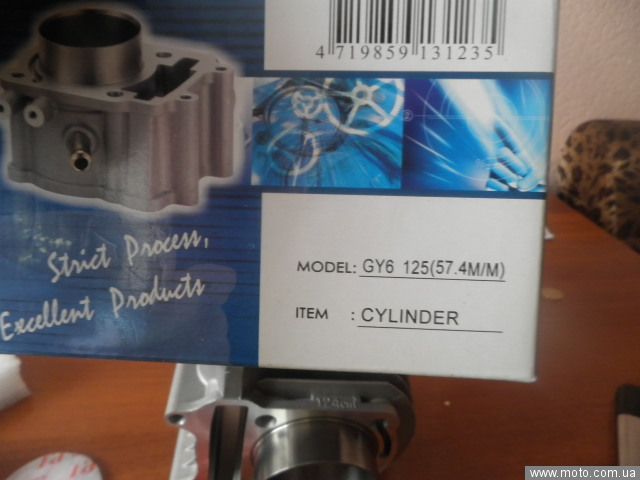 4 719859 131235
Strict Process,
Excellent Products
MODEL: GY6 125(57.4M/M)
ITEM : CYLINDER
www.moto.com.ua